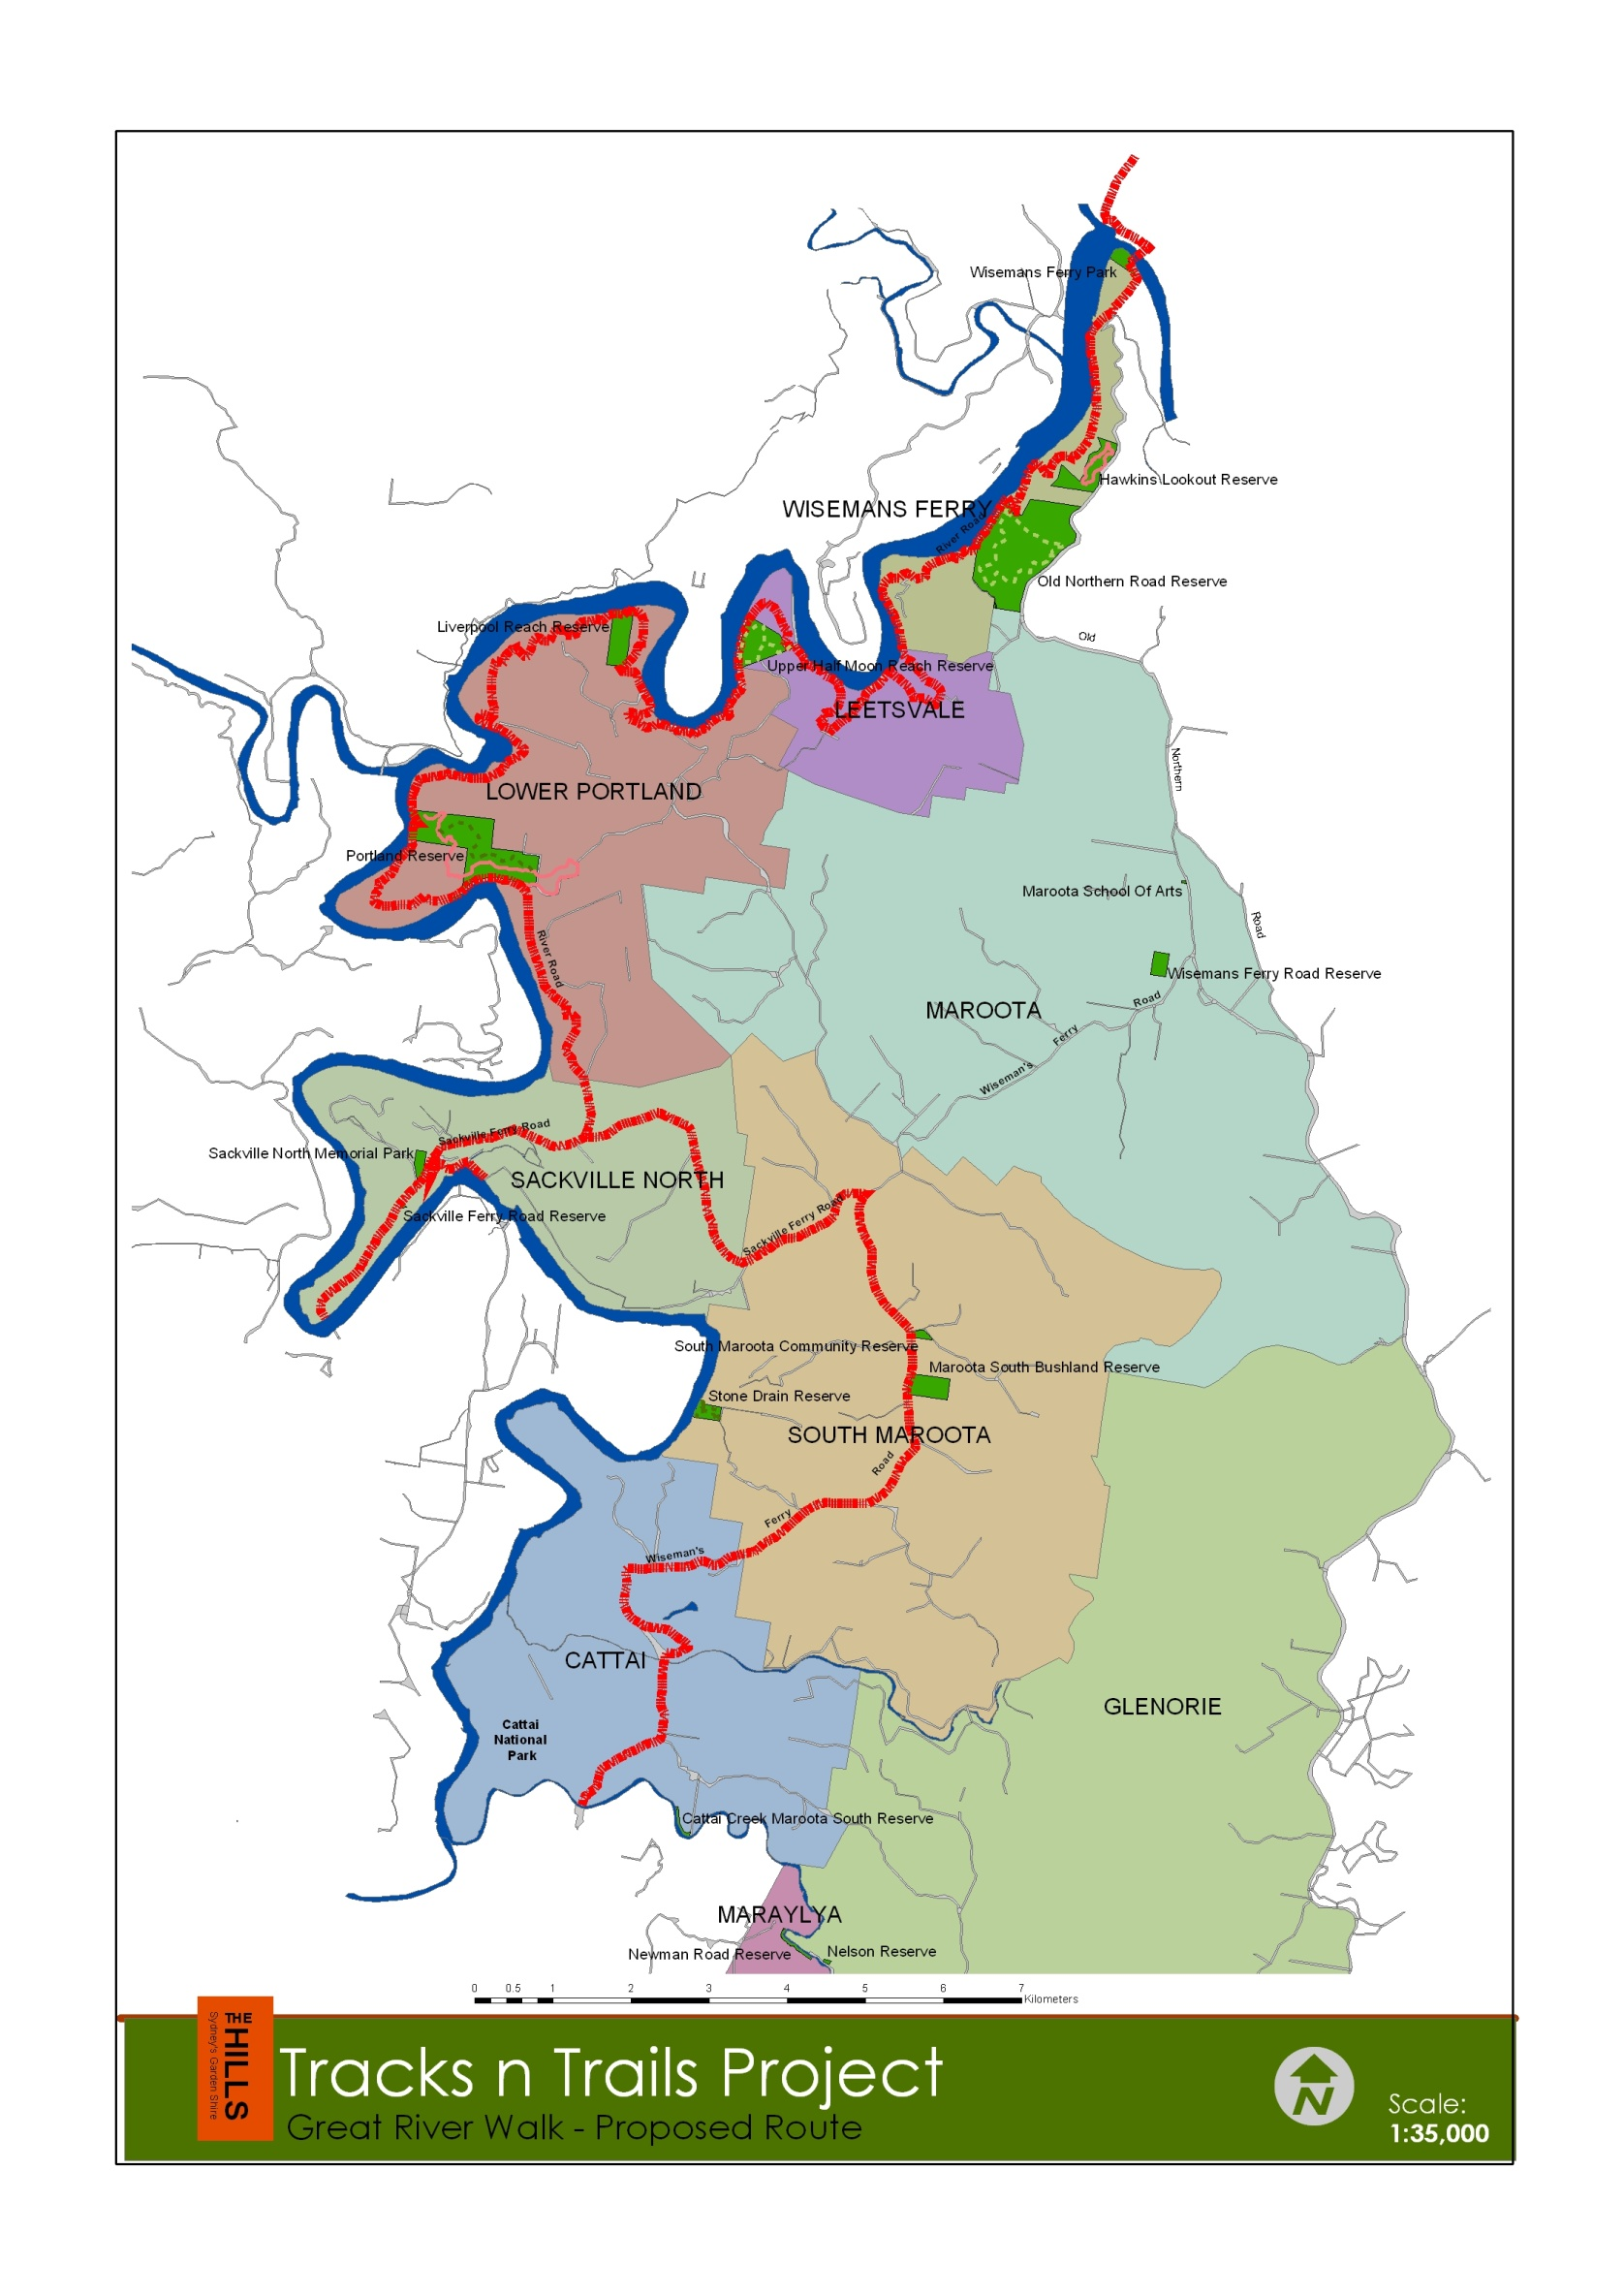 Wisemans Ferry Park
Hawkins Lookout Reserve
WISEMANS FERRY
River Road
Old Northern Road Reserve
Liverpool Reach Reserve
Old
Upper Half Moon Reach Reserve
LEETSVALE
Northern
LOWER PORTLAND
Portland Reserve
Maroota School Of Arts
Road
River Road
Wisemans Ferry Road Reserve
MAROOTA
Road
Ferry
Wiseman's
Sackville Ferry Road
Sackville North Memorial Park
SACKVILLE NORTH
Sackville Ferry Road Reserve
Sackville Ferry Road
South Maroota Community Reserve
Maroota South Bushland Reserve
Stone Drain Reserve
SOUTH MAROOTA
Road
Ferry
Wiseman's
CATTAI
GLENORIE
Cattai
National
Park
Cattai Creek Maroota South Reserve
MARAYLYA
Newman Road Reserve
Nelson Reserve
0 0.5 1 2 3 4 5 6 7
Kilometers
THE
HILLS
Sydney's Garden Shire
Tracks n Trails Project
Great River Walk - Proposed Route
N
Scale:
1:35,000